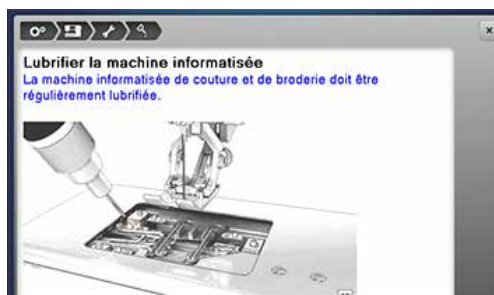 Lubrifier la machine informatisée
La machine informatisée de couture et de broderie doit être
régulièrement lubrifiée.